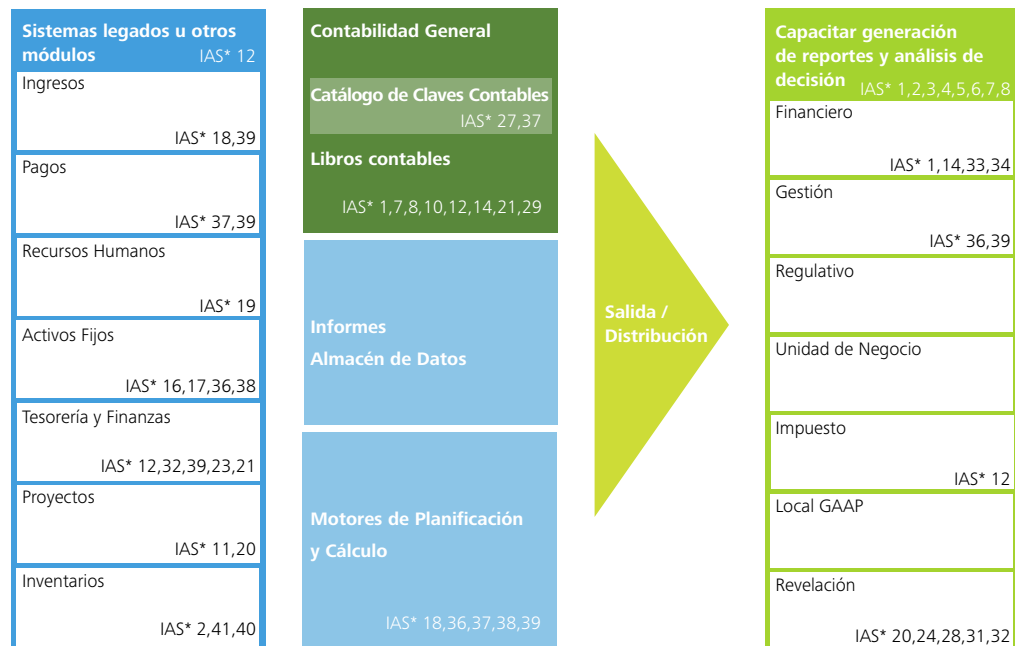 Sistemas legados u otros
módulos IAS* 12
Ingresos
IAS* 18,39
Pagos
IAS* 37,39
Recursos Humanos
IAS* 19
Activos Fijos
IAS* 16,17,36,38
Tesorería y Finanzas
IAS* 12,32,39,23,21
Proyectos
IAS* 11,20
Inventarios
IAS* 2,41,40
Contabilidad General
Catálogo de Claves Contables
IAS* 27,37
Libros contables
IAS* 1,7,8,10,12,14,21,29
Informes
Almacén de Datos
Motores de Planificación
y Cálculo
IAS* 18,36,37,38,39
Salida /
Distribución
Capacitar generación
de reportes y análisis de
decisión IAS* 1,2,3,4,5,6,7,8
Financiero
IAS* 1,14,33,34
Gestión
IAS* 36,39
Regulativo
Unidad de Negocio
Impuesto
IAS* 12
Local GAAP
Revelación
IAS* 20,24,28,31,32